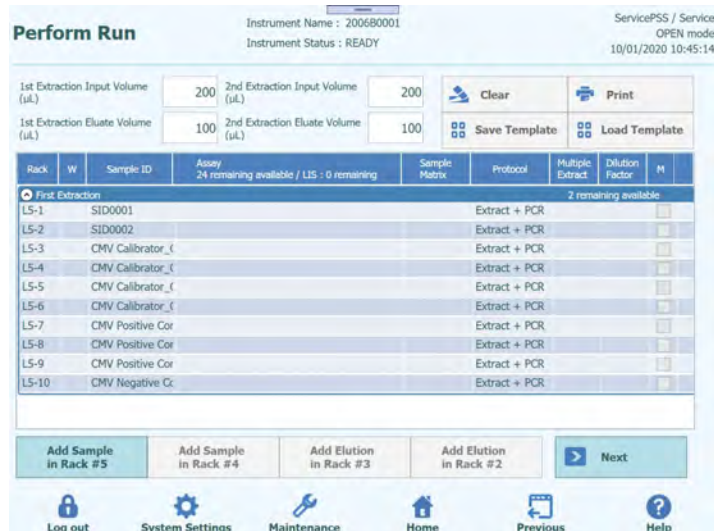 Perform Run
Instrument Name : 2006B0001
Instrument Status : READY
ServicePSS / Service
OPEN mode
10/01/2020 10:45:14
1st Extraction Input Volume (uL)
200
2nd Extraction Input Volume (uL)
200
Clear
Print
1st Extraction Eluate Volume (uL)
100
2nd Extraction Eluate Volume (uL)
100
Save Template
Load Template
Rack W Sample ID Assay 24 remaining available / LIS : 0 remaining Sample Matrix Protocol Multiple Extract Dilution Factor M
First Extraction 2 remaining available
L5-1 SID0001 Extract + PCR
L5-2 SID0002 Extract + PCR
L5-3 CMV Calibrator_( Extract + PCR
L5-4 CMV Calibrator_( Extract + PCR
L5-5 CMV Calibrator_( Extract + PCR
L5-6 CMV Calibrator_( Extract + PCR
L5-7 CMV Positive Cor Extract + PCR
L5-8 CMV Positive Cor Extract + PCR
L5-9 CMV Positive Cor Extract + PCR
L5-10 CMV Negative Cc Extract + PCR
Add Sample in Rack #5
Add Sample in Rack #4
Add Elution in Rack #3
Add Elution in Rack #2
Next
Log out
System Settings
Maintenance
Home
Previous
Help